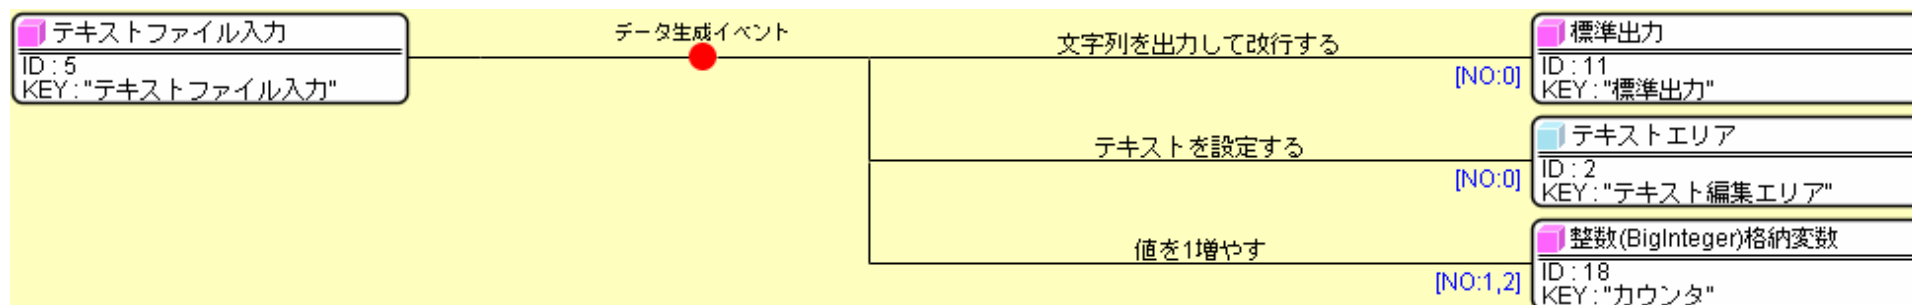 テキストファイル入力
ID : 5
KEY : "テキストファイル入力"
データ生成イベント
文字列を出力して改行する
[NO:0]
標準出力
ID : 11
KEY : "標準出力"
テキストを設定する
[NO:0]
テキストエリア
ID : 2
KEY : "テキスト編集エリア"
値を1増やす
[NO:1,2]
整数(BigInteger)格納変数
ID : 18
KEY : "カウンタ"